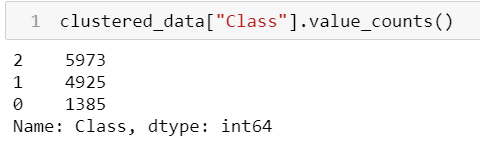 1 clustered_data["Class"].value_counts()
2 5973
1 4925
0 1385
Name: Class, dtype: int64